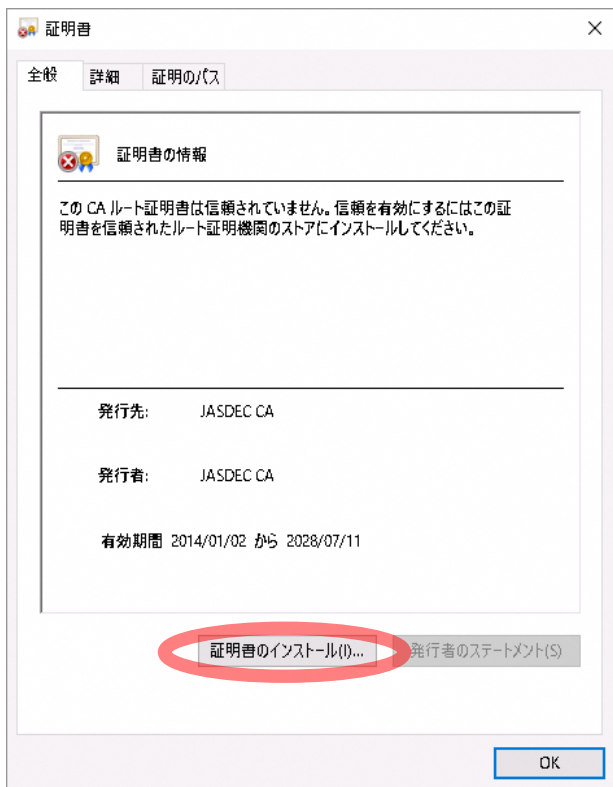 証明書
全般 詳細 証明のパス
証明書の情報
この CA ルート証明書は信頼されていません。信頼を有効にするにはこの証
明書を信頼されたルート証明機関のストアにインストールしてください。
発行先: JASDEC CA
発行者: JASDEC CA
有効期間 2014/01/02 から 2028/07/11
証明書のインストール(I)... 発行者のステートメント(S)
OK